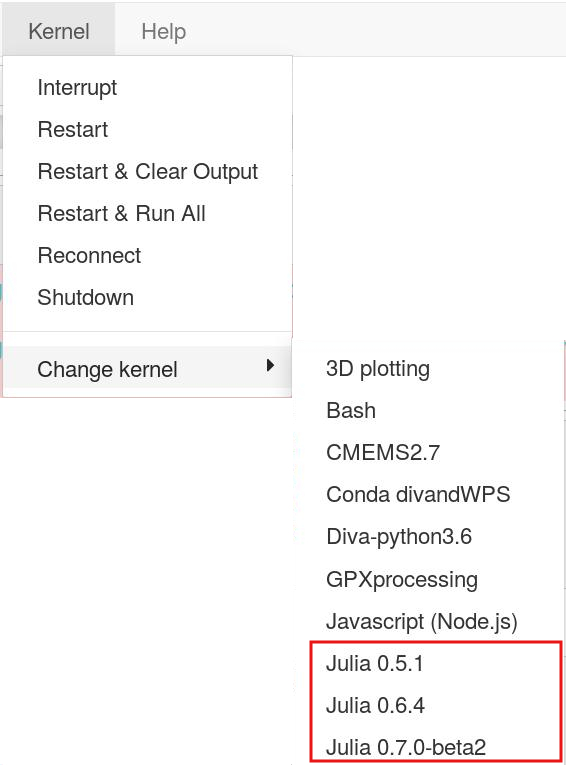 Kernel Help
Interrupt
Restart
Restart & Clear Output
Restart & Run All
Reconnect
Shutdown
Change kernel
3D plotting
Bash
CMEMS2.7
Conda divandWPS
Diva-python3.6
GPXprocessing
Javascript (Node.js)
Julia 0.5.1
Julia 0.6.4
Julia 0.7.0-beta2